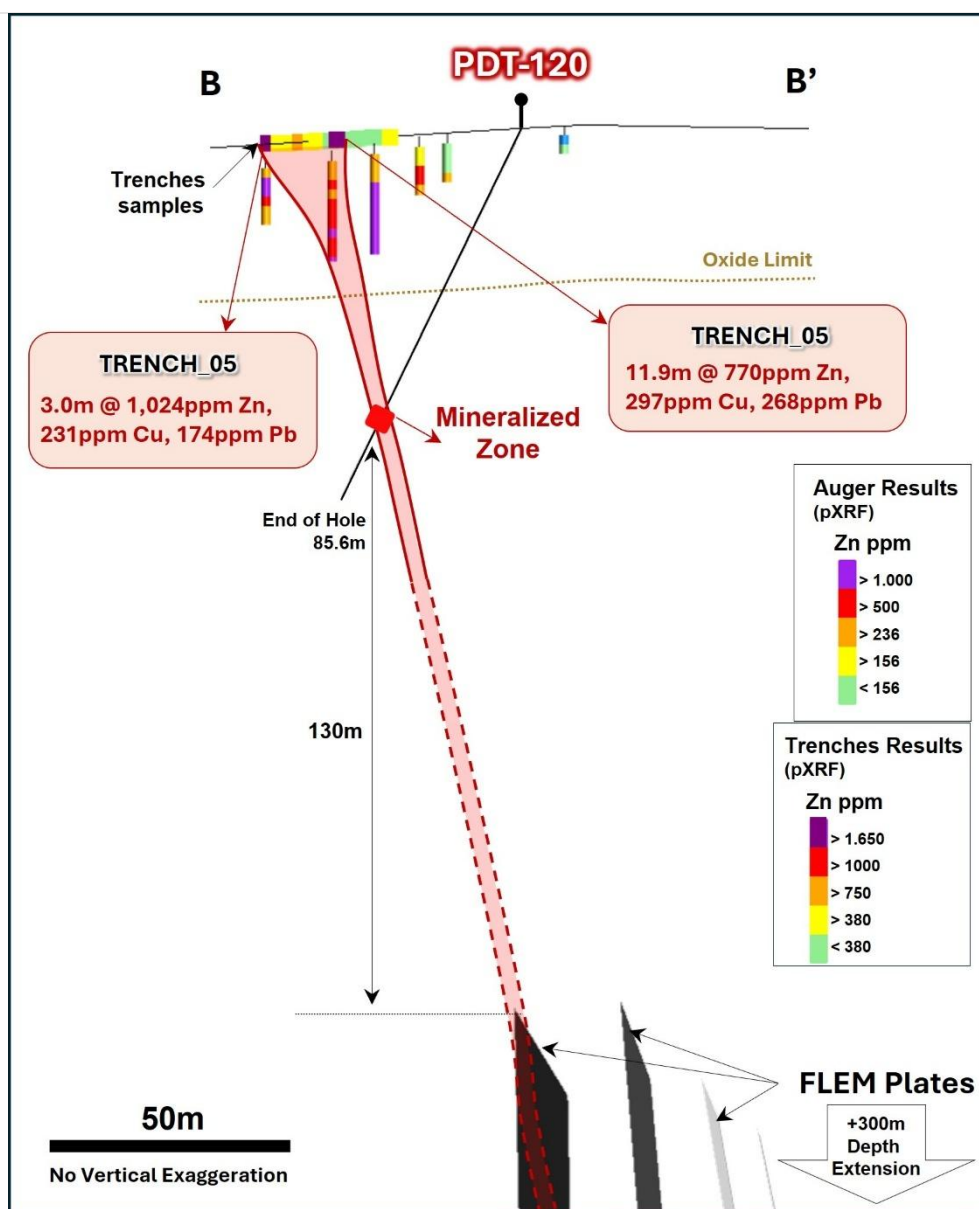 B
PDT-120
B'
Trenches
samples
Oxide Limit
TRENCH_05
3.0m @ 1,024ppm Zn,
231ppm Cu, 174ppm Pb
TRENCH_05
11.9m @ 770ppm Zn,
297ppm Cu, 268ppm Pb
Mineralized
Zone
End of Hole
85.6m
Auger Results
(pXRF)
Zn ppm
> 1.000
> 500
> 236
> 156
< 156
130m
Trenches Results
(pXRF)
Zn ppm
> 1.650
> 1000
> 750
> 380
< 380
FLEM Plates
+300m
Depth
Extension
50m
No Vertical Exaggeration